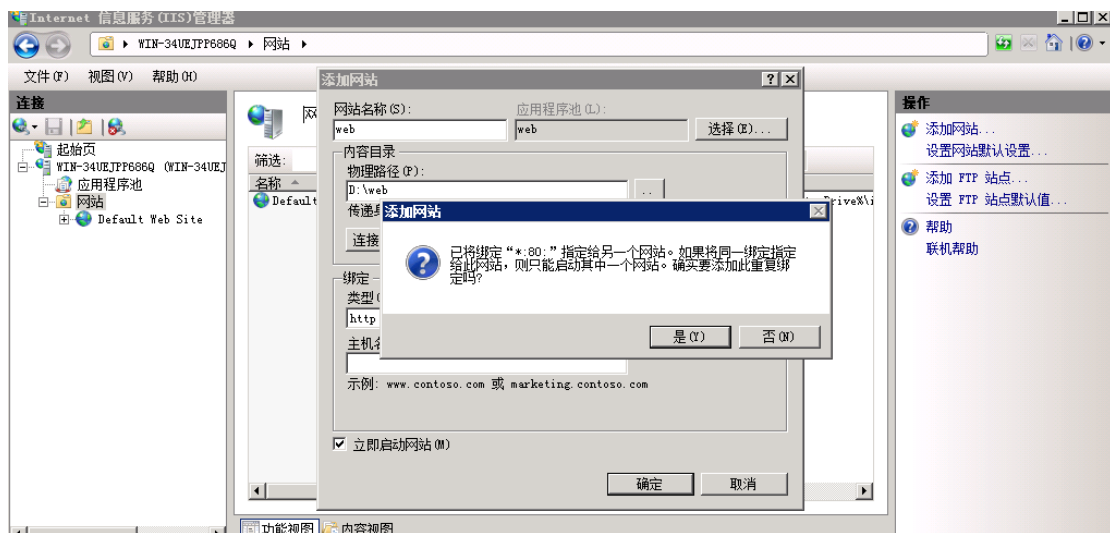 Internet 信息服务(IIS)管理器
WIN-34UEJPP686Q ▸ 网站 ▸
文件(F) 视图(V) 帮助(H)
连接
起始页
WIN-34UEJPP686Q (WIN-34UEJ
应用程序池
网站
Default Web Site
筛选:
名称
Default
添加网站
网站名称(S):
应用程序池(L):
web
web
选择(E)...
内容目录
物理路径(P):
D:\web
..
连接
绑定
类型(
http
主机名
示例: www.contoso.com 或 marketing.contoso.com
立即启动网站(M)
确定
取消
添加网站
已将绑定“*:80:”指定给另一个网站。如果将同一绑定指定
给此网站，则只能启动其中一个网站。确实要添加此重复绑
定吗?
是(Y)
否(N)
功能视图
内容视图
操作
添加网站...
设置网站默认设置...
添加 FTP 站点...
设置 FTP 站点默认值...
帮助
联机帮助